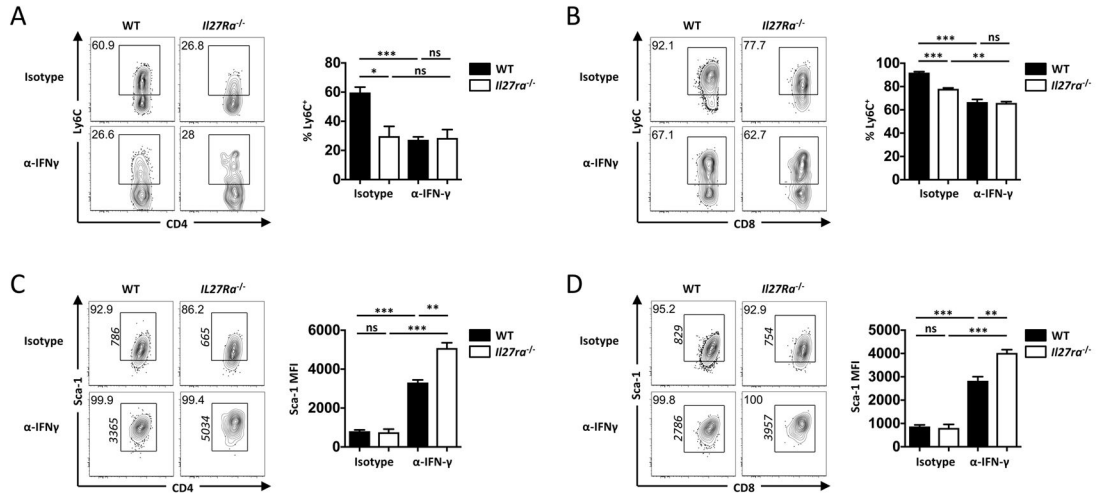 A
WT
Il27Ra-/-
60.9
26.8
Isotype
26.6
28
α-IFNγ
Ly6C
CD4
% Ly6C+
80
60
40
20
0
***
ns
*
ns
Isotype
α-IFN-γ
WT
Il27ra-/-
B
WT
Il27Ra-/-
92.1
77.7
Isotype
67.1
62.7
α-IFNγ
Ly6C
CD8
% Ly6C+
100
80
60
40
20
0
***
ns
***
**
Isotype
α-IFN-γ
WT
Il27ra-/-
C
WT
IL27Ra-/-
92.9
786
86.2
665
Isotype
99.9
3365
99.4
5034
α-IFNγ
Sca-1
CD4
Sca-1 MFI
6000
4000
2000
0
***
**
ns
***
Isotype
α-IFN-γ
WT
Il27ra-/-
D
WT
Il27Ra-/-
95.2
829
92.9
754
Isotype
99.8
2786
100
3957
α-IFNγ
Sca-1
CD8
Sca-1 MFI
5000
4000
3000
2000
1000
0
***
**
ns
***
Isotype
α-IFN-γ
WT
Il27ra-/-